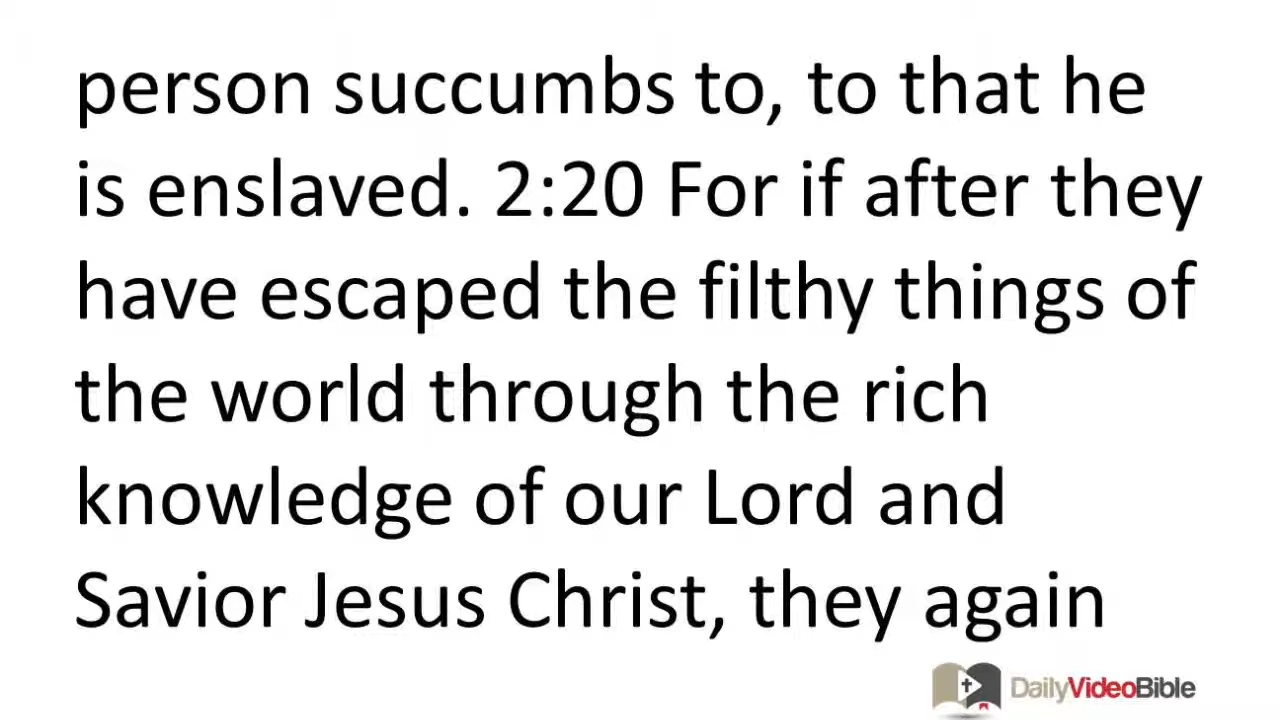 person succumbs to, to that he
is enslaved. 2:20 For if after they
have escaped the filthy things of
the world through the rich
knowledge of our Lord and
Savior Jesus Christ, they again
DailyVideoBible